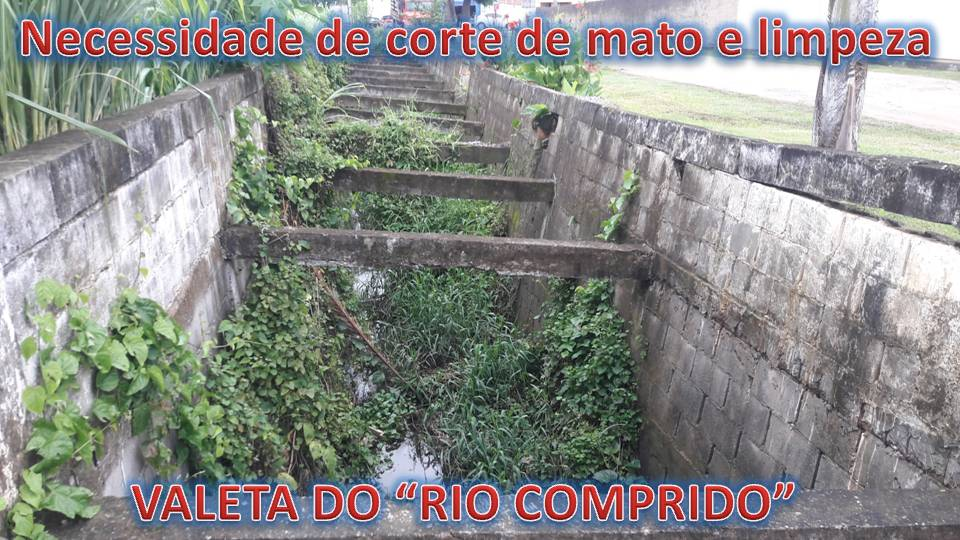 Necessidade de corte de mato e limpeza
VALETA DO “RIO COMPRIDO”